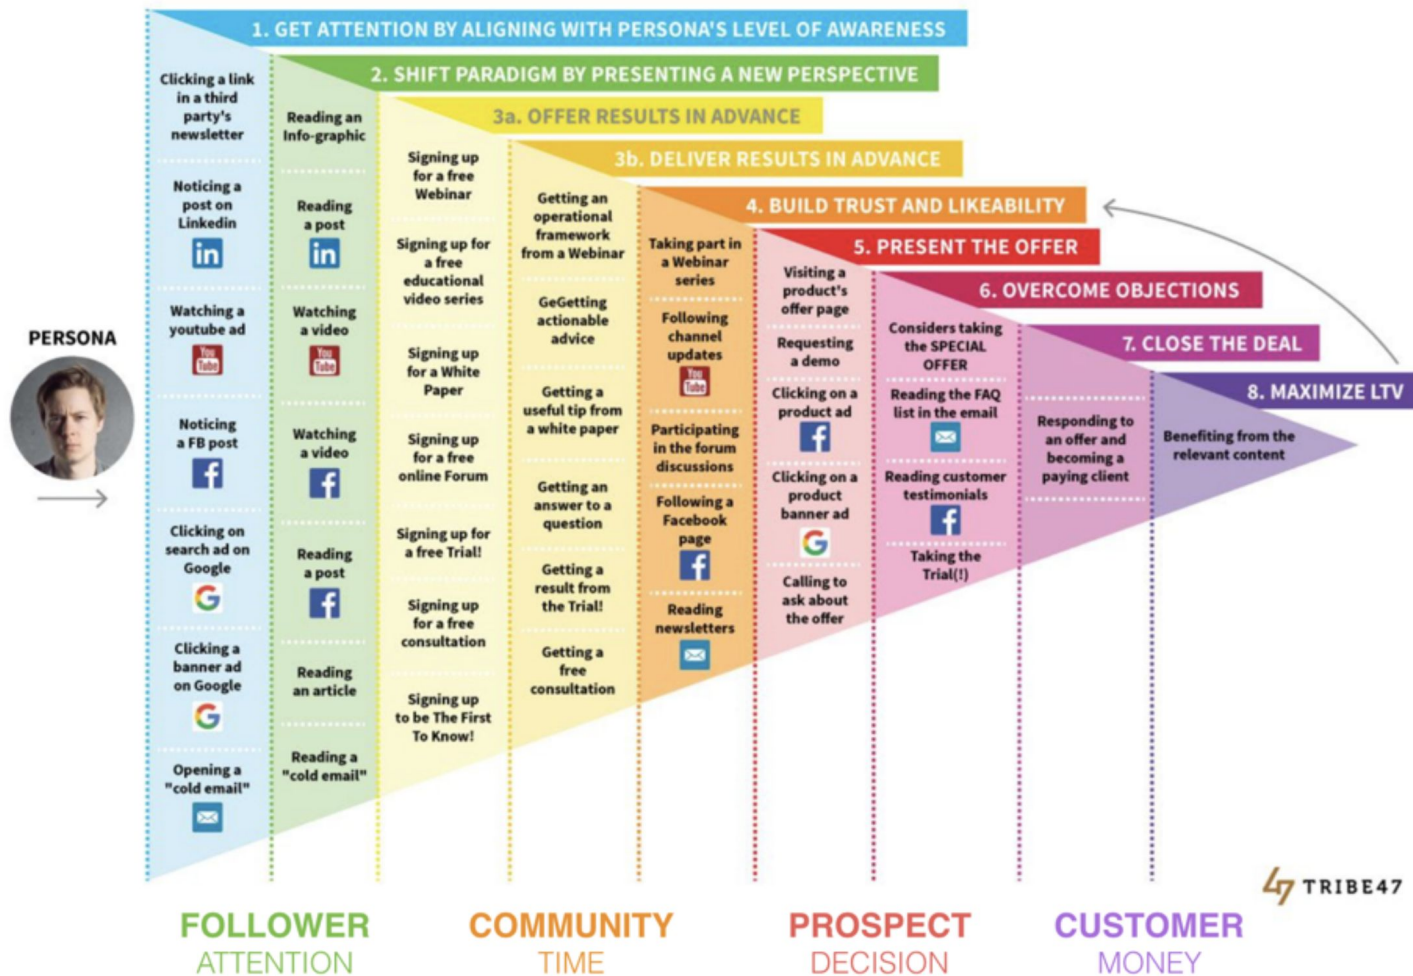 1. GET ATTENTION BY ALIGNING WITH PERSONA'S LEVEL OF AWARENESS
2. SHIFT PARADIGM BY PRESENTING A NEW PERSPECTIVE
3a. OFFER RESULTS IN ADVANCE
3b. DELIVER RESULTS IN ADVANCE
4. BUILD TRUST AND LIKEABILITY
5. PRESENT THE OFFER
6. OVERCOME OBJECTIONS
7. CLOSE THE DEAL
8. MAXIMIZE LTV
PERSONA
Clicking a link
in a third
party's
newsletter
Noticing a
post on
Linkedin
in
Watching a
youtube ad
You
Tube
Noticing
a FB post
f
Clicking on
search ad on
Google
G
Clicking a
banner ad
on Google
G
Opening a
"cold email"
Reading an
Info-graphic
Reading
a post
in
Watching
a video
You
Tube
Watching
a video
f
Reading
a post
f
Reading
an article
Reading a
"cold email"
Signing up
for a free
Webinar
Signing up for
a free
educational
video series
Signing up
for a White
Paper
Signing up
for a free
online Forum
Signing up for
a free Trial!
Signing up
for a free
consultation
Signing up
to be The First
To Know!
Getting an
operational
framework
from a Webinar
GeGetting
actionable
advice
Getting a
useful tip from
a white paper
Getting an
answer to a
question
Getting a
result from
the Trial!
Getting a
free
consultation
Taking part in
a Webinar
series
Following
channel
updates
You
Tube
Participating
in the forum
discussions
Following a
Facebook
page
f
Reading
newsletters
Visiting a
product's
offer page
Requesting
a demo
Clicking on a
product ad
f
Clicking on a
product
banner ad
G
Calling to
ask about
the offer
Considers taking
the SPECIAL
OFFER
Reading the FAQ
list in the email
Reading customer
testimonials
f
Taking the
Trial(!)
Responding to
an offer and
becoming a
paying client
Benefiting from the
relevant content
47 TRIBE47
FOLLOWER
ATTENTION
COMMUNITY
TIME
PROSPECT
DECISION
CUSTOMER
MONEY